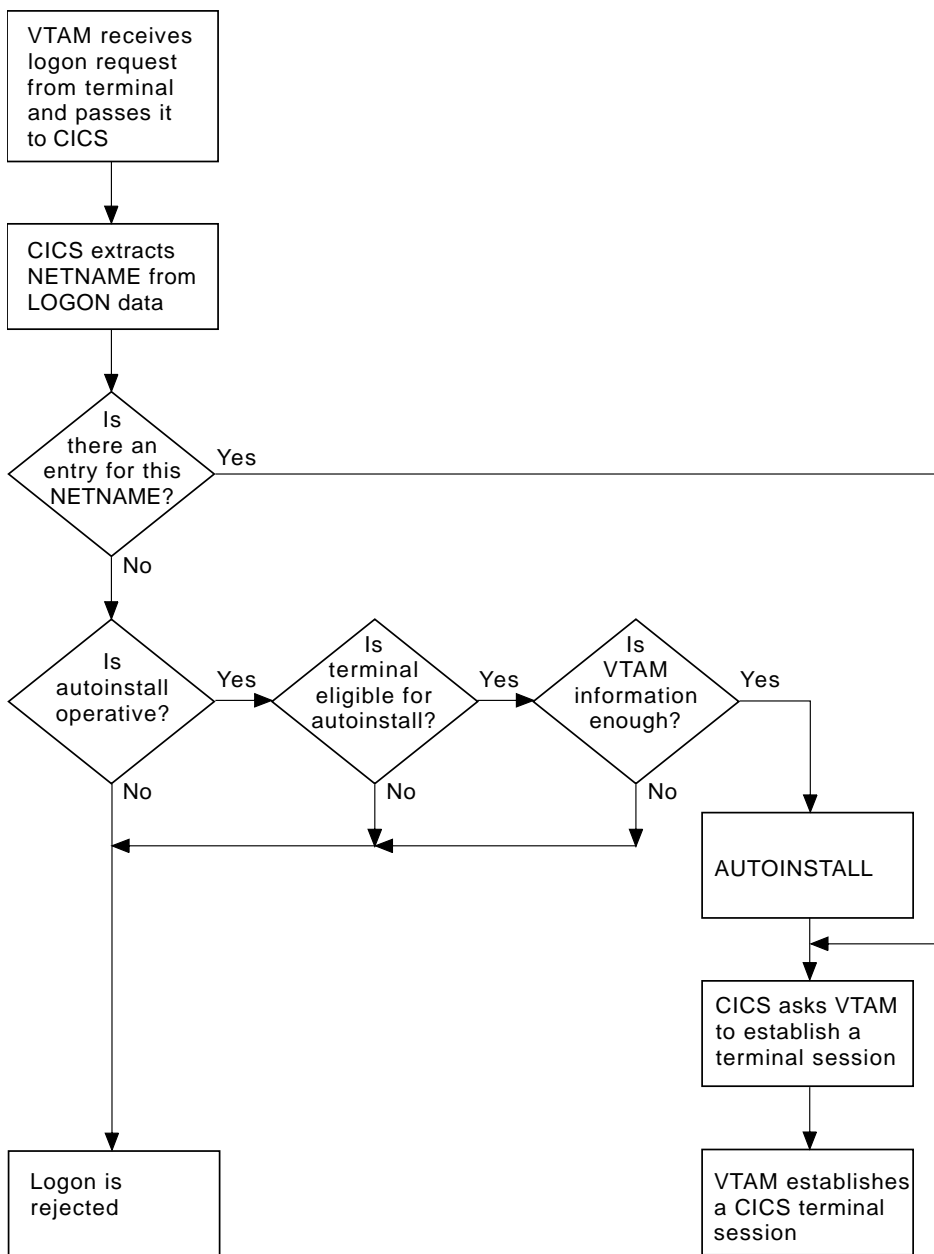 VTAM receives
logon request
from terminal
and passes it
to CICS
CICS extracts
NETNAME from
LOGON data
Is
there an
entry for this
NETNAME?
Yes
No
Is
autoinstall
operative?
Yes
No
Is
terminal
eligible for
autoinstall?
Yes
No
Is
VTAM
information
enough?
Yes
No
AUTOINSTALL
CICS asks VTAM
to establish a
terminal session
Logon is
rejected
VTAM establishes
a CICS terminal
session